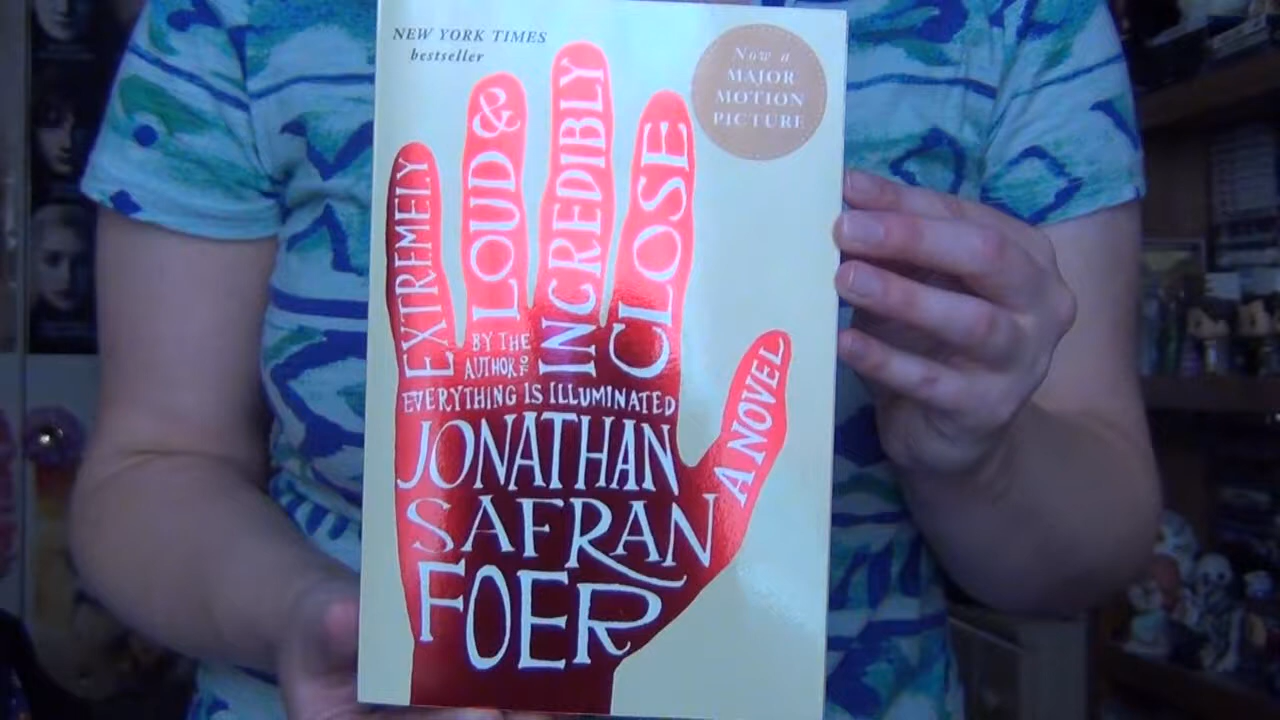 NEW YORK TIMES
bestseller
Now a
MAJOR
MOTION
PICTURE
EXTREMELY
LOUD &
INCREDIBLY
CLOSE
BY THE
AUTHOR OF
EVERYTHING IS ILLUMINATED
JONATHAN
SAFRAN
FOER
A NOVEL